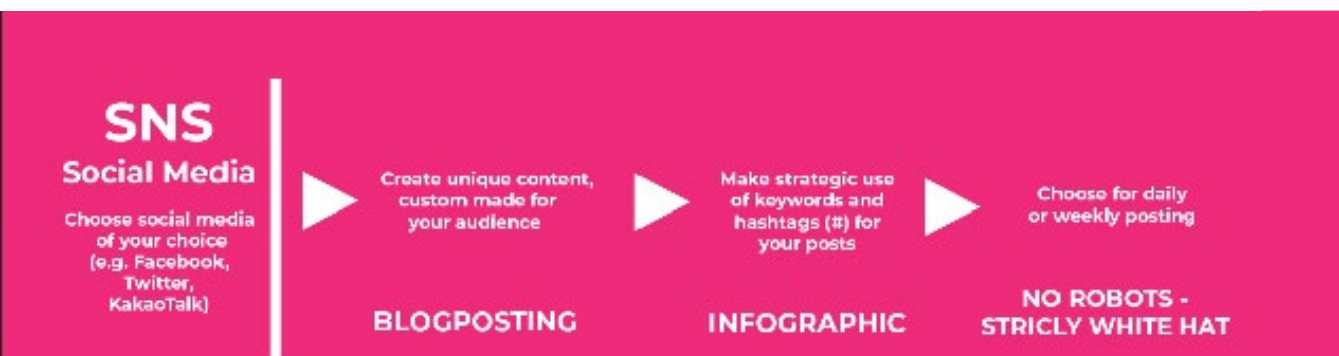 SNS
Social Media
Choose social media
of your choice
(e.g. Facebook,
Twitter,
KakaoTalk)
Create unique content,
custom made for
your audience
BLOGPOSTING
Make strategic use
of keywords and
hashtags (#) for
your posts
INFOGRAPHIC
Choose for daily
or weekly posting
NO ROBOTS -
STRICLY WHITE HAT